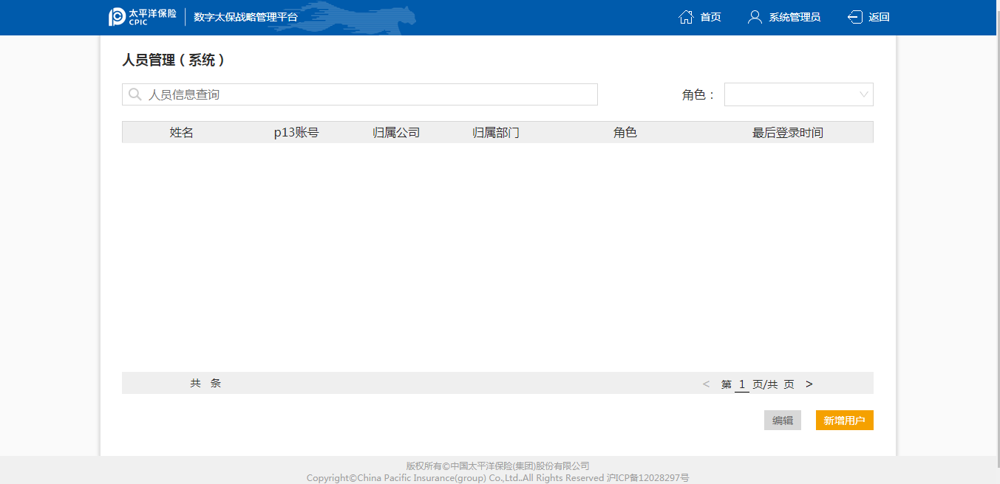 太平洋保险 CPIC 数字太保战略管理平台 首页 系统管理员 返回
人员管理（系统）
人员信息查询 角色：
姓名 p13账号 归属公司 归属部门 角色 最后登录时间
共 条 < 第 1 页/共 页 >
编辑 新增用户
版权所有©中国太平洋保险(集团)股份有限公司
Copyright©China Pacific Insurance(group) Co.,Ltd..All Rights Reserved 沪ICP备12028297号